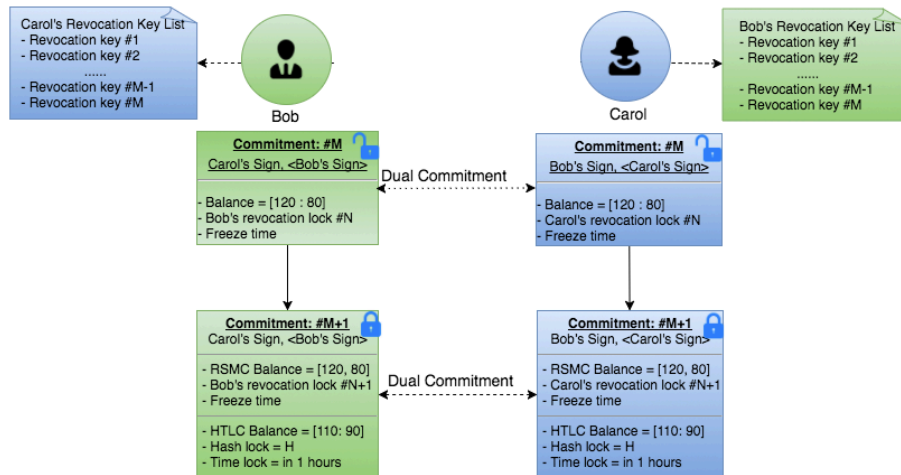 Carol's Revocation Key List
- Revocation key #1
- Revocation key #2
......
- Revocation key #M-1
- Revocation key #M
Bob
Carol
Bob's Revocation Key List
- Revocation key #1
- Revocation key #2
......
- Revocation key #M-1
- Revocation key #M
Commitment: #M
Carol's Sign, <Bob's Sign>
- Balance = [120 : 80]
- Bob's revocation lock #N
- Freeze time
Dual Commitment
Commitment: #M
Bob's Sign, <Carol's Sign>
- Balance = [120 : 80]
- Carol's revocation lock #N
- Freeze time
Commitment: #M+1
Carol's Sign, <Bob's Sign>
- RSMC Balance = [120, 80]
- Bob's revocation lock #N+1
- Freeze time
- HTLC Balance = [110: 90]
- Hash lock = H
- Time lock = in 1 hours
Dual Commitment
Commitment: #M+1
Bob's Sign, <Carol's Sign>
- RSMC Balance = [120, 80]
- Carol's revocation lock #N+1
- Freeze time
- HTLC Balance = [110: 90]
- Hash lock = H
- Time lock = in 1 hours